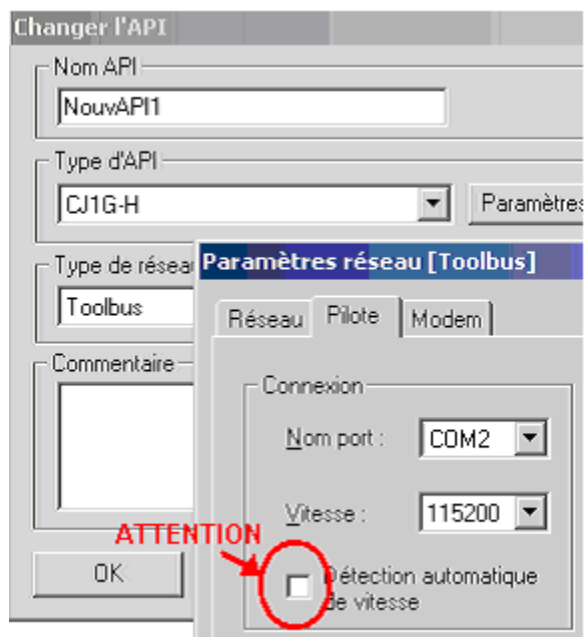 Changer l'API
Nom API
NouvAPI1
Type d'API
CJ1G-H
Paramètres
Type de réseau
Toolbus
Commentaire
OK
Paramètres réseau [Toolbus]
Réseau Pilote Modem
Connexion
Nom port : COM2
Vitesse : 115200
ATTENTION
Détection automatique
de vitesse